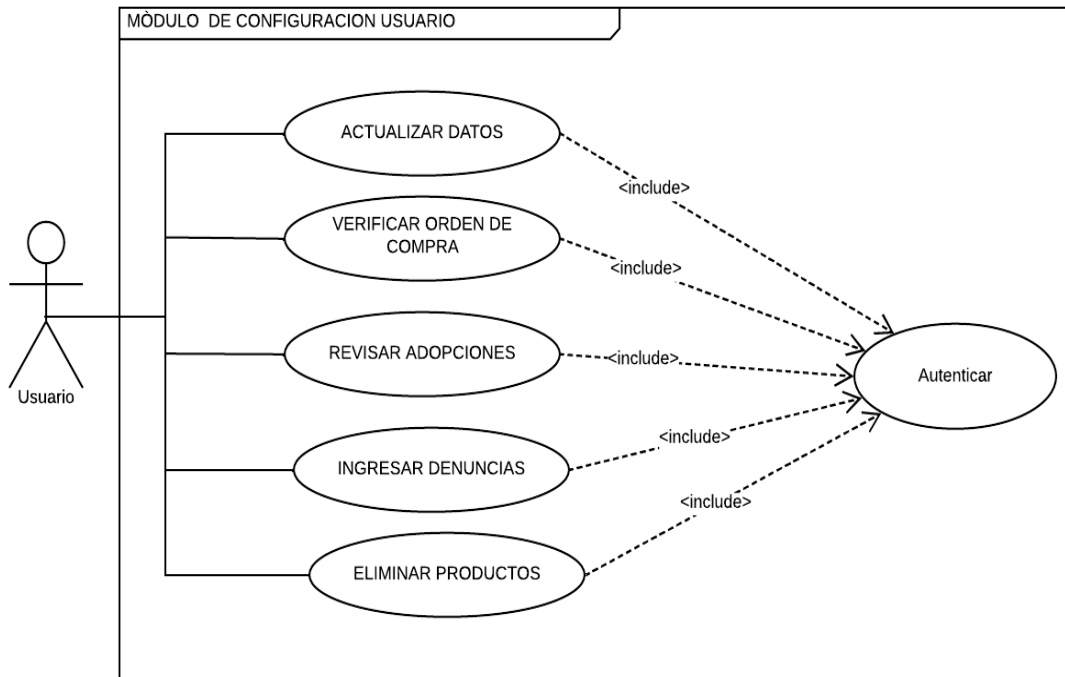 MÒDULO  DE CONFIGURACION USUARIO
ACTUALIZAR DATOS
<include>
VERIFICAR ORDEN DE
COMPRA
<include>
REVISAR ADOPCIONES
<include>
Autenticar
Usuario
INGRESAR DENUNCIAS
<include>
ELIMINAR PRODUCTOS
<include>